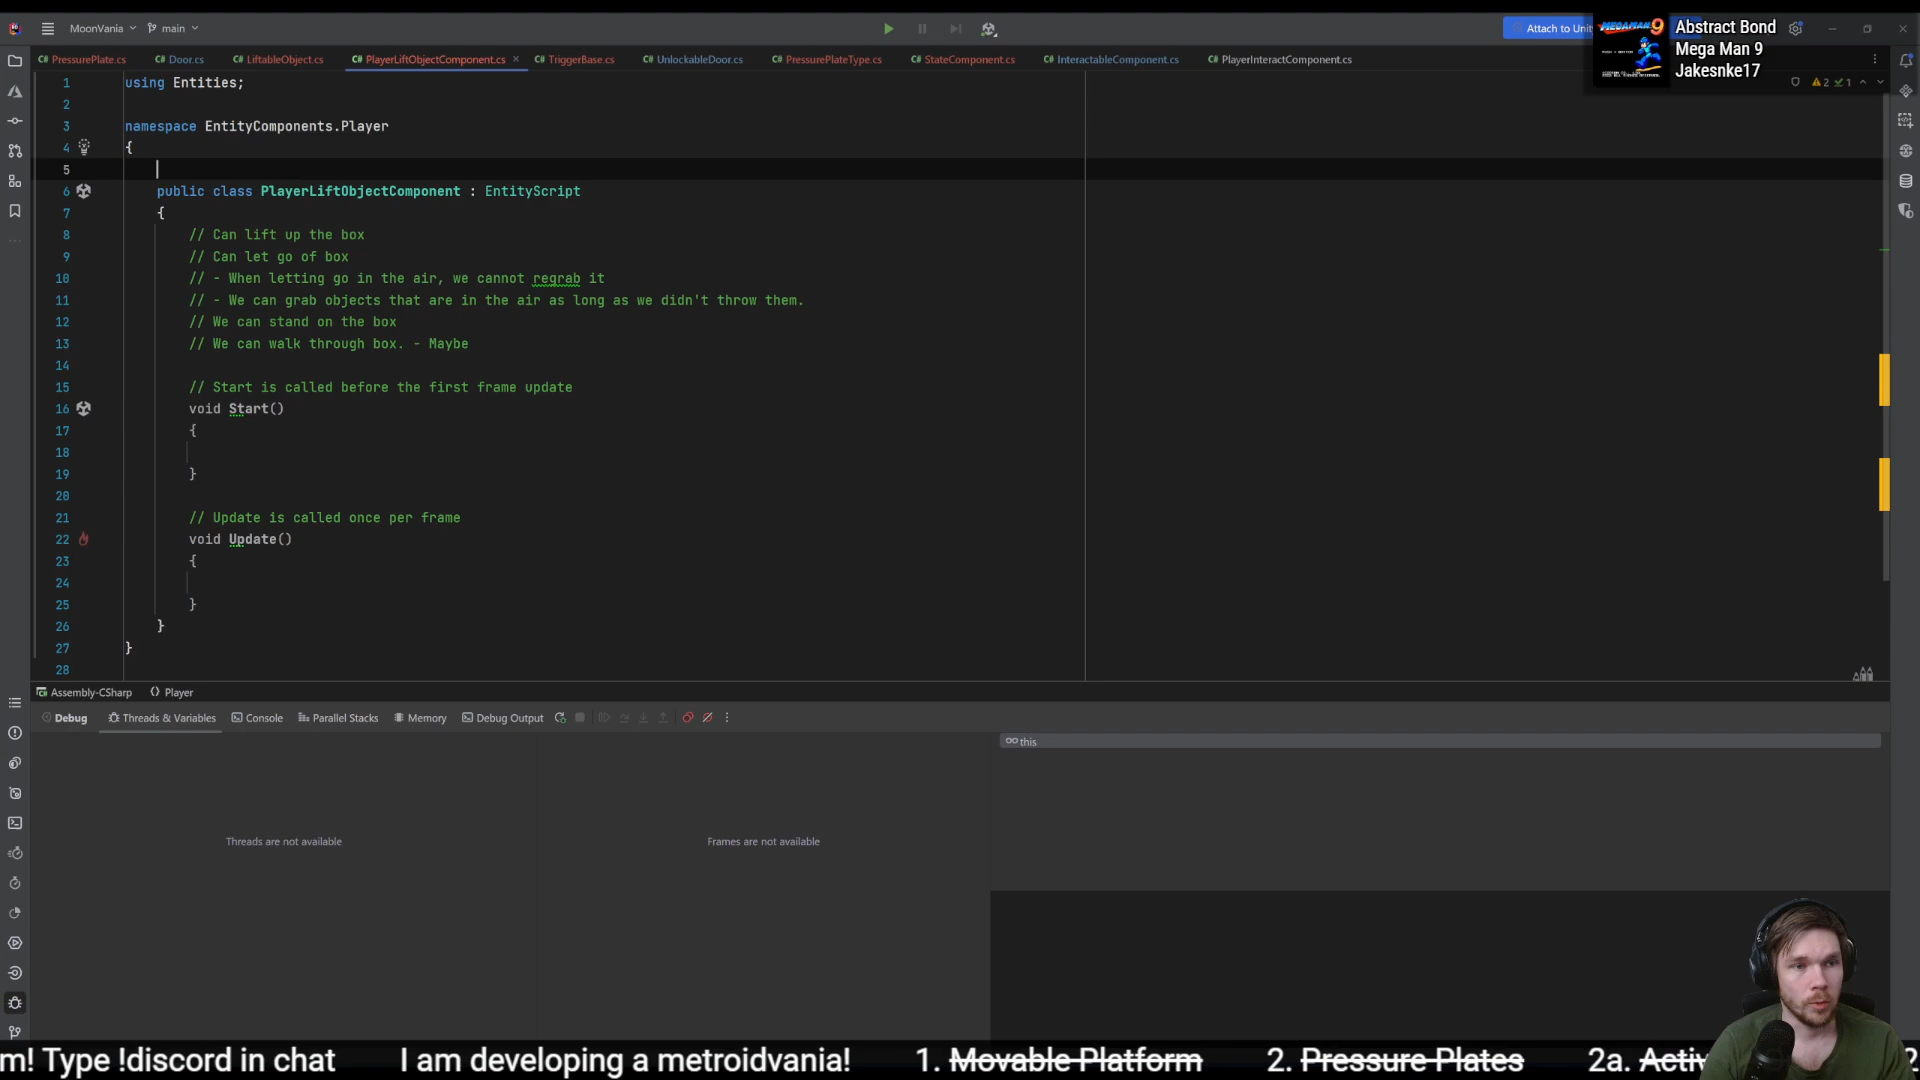 MoonVania
main
Attach to Unit
Abstract Bond
Mega Man 9
Jakesnke17
PressurePlate.cs
Door.cs
LiftableObject.cs
PlayerLiftObjectComponent.cs
TriggerBase.cs
UnlockableDoor.cs
PressurePlateType.cs
StateComponent.cs
InteractableComponent.cs
PlayerInteractComponent.cs
2 1
1 using Entities;
2
3 namespace EntityComponents.Player
4 {
5
6 public class PlayerLiftObjectComponent : EntityScript
7 {
8 // Can lift up the box
9 // Can let go of box
10 // - When letting go in the air, we cannot regrab it
11 // - We can grab objects that are in the air as long as we didn't throw them.
12 // We can stand on the box
13 // We can walk through box. - Maybe
14
15 // Start is called before the first frame update
16 void Start()
17 {
18
19 }
20
21 // Update is called once per frame
22 void Update()
23 {
24
25 }
26 }
27 }
28
Assembly-CSharp Player
Debug Threads & Variables Console Parallel Stacks Memory Debug Output
this
Threads are not available
Frames are not available
m! Type !discord in chat I am developing a metroidvania! 1. Movable Platform 2. Pressure Plates 2a. Activ